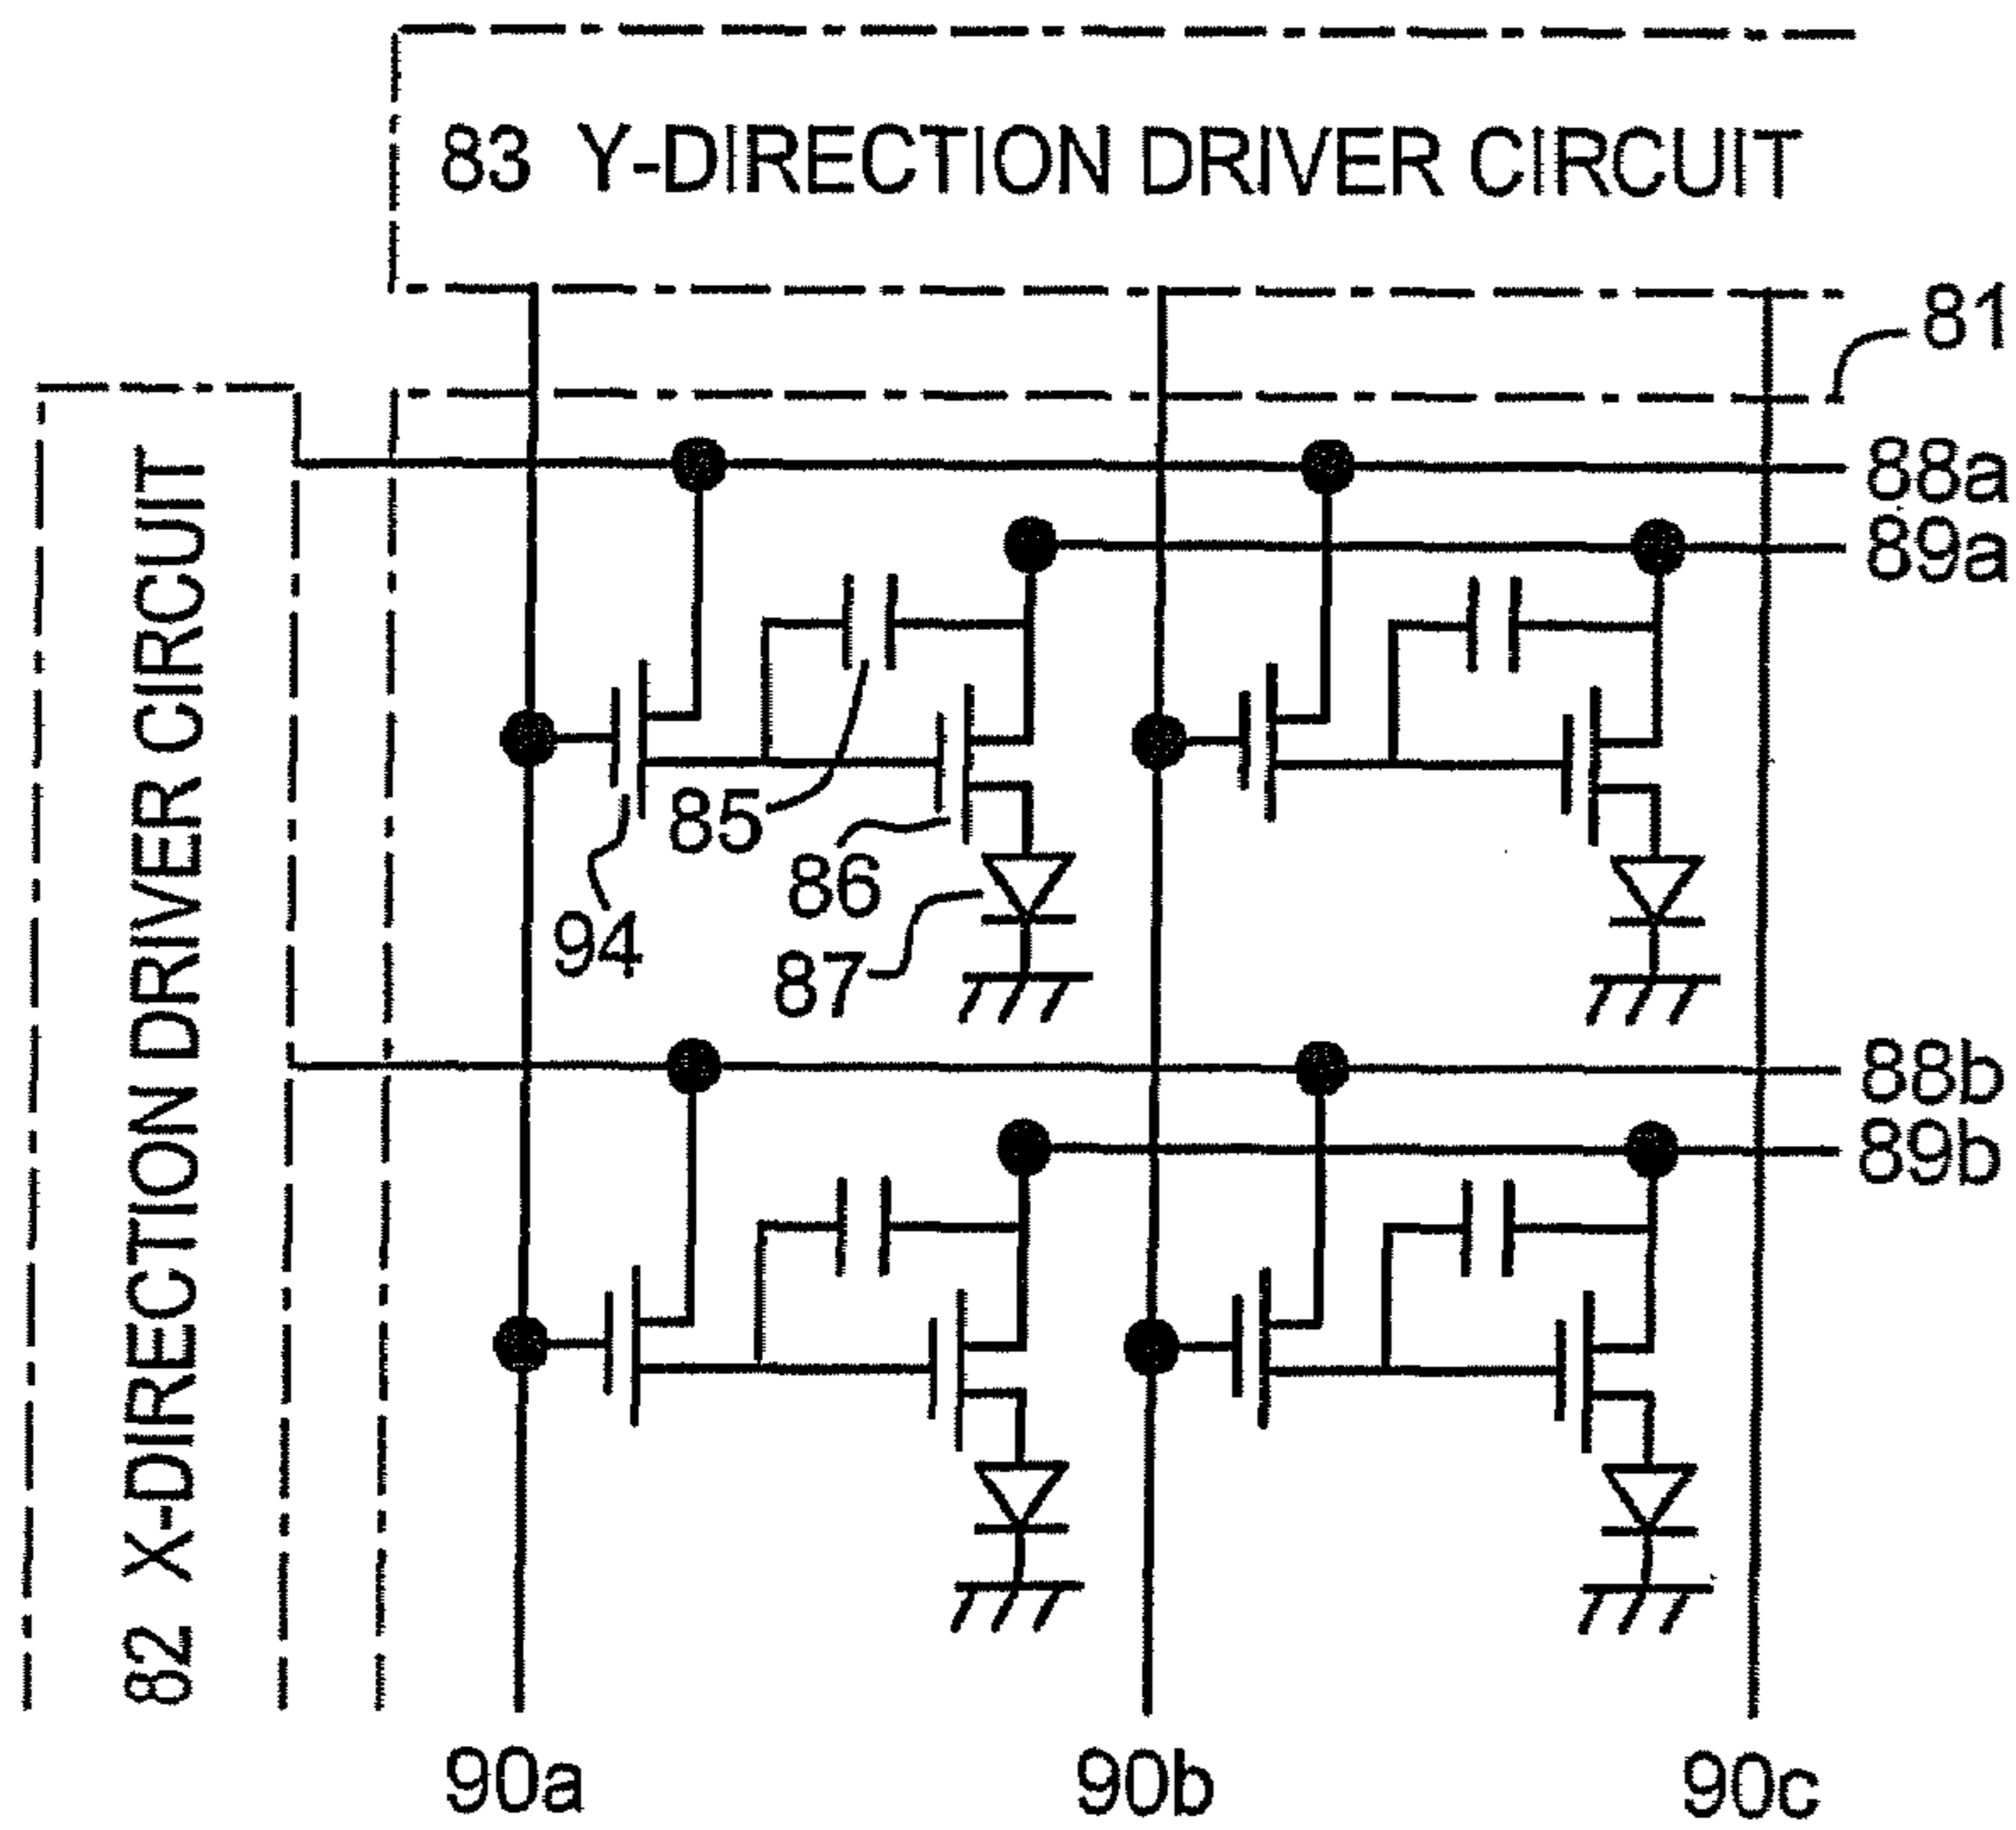 83 Y-DIRECTION DRIVER CIRCUIT
81
82 X-DIRECTION DRIVER CIRCUIT
88a
89a
85
86
94
87
88b
89b
90a
90b
90c